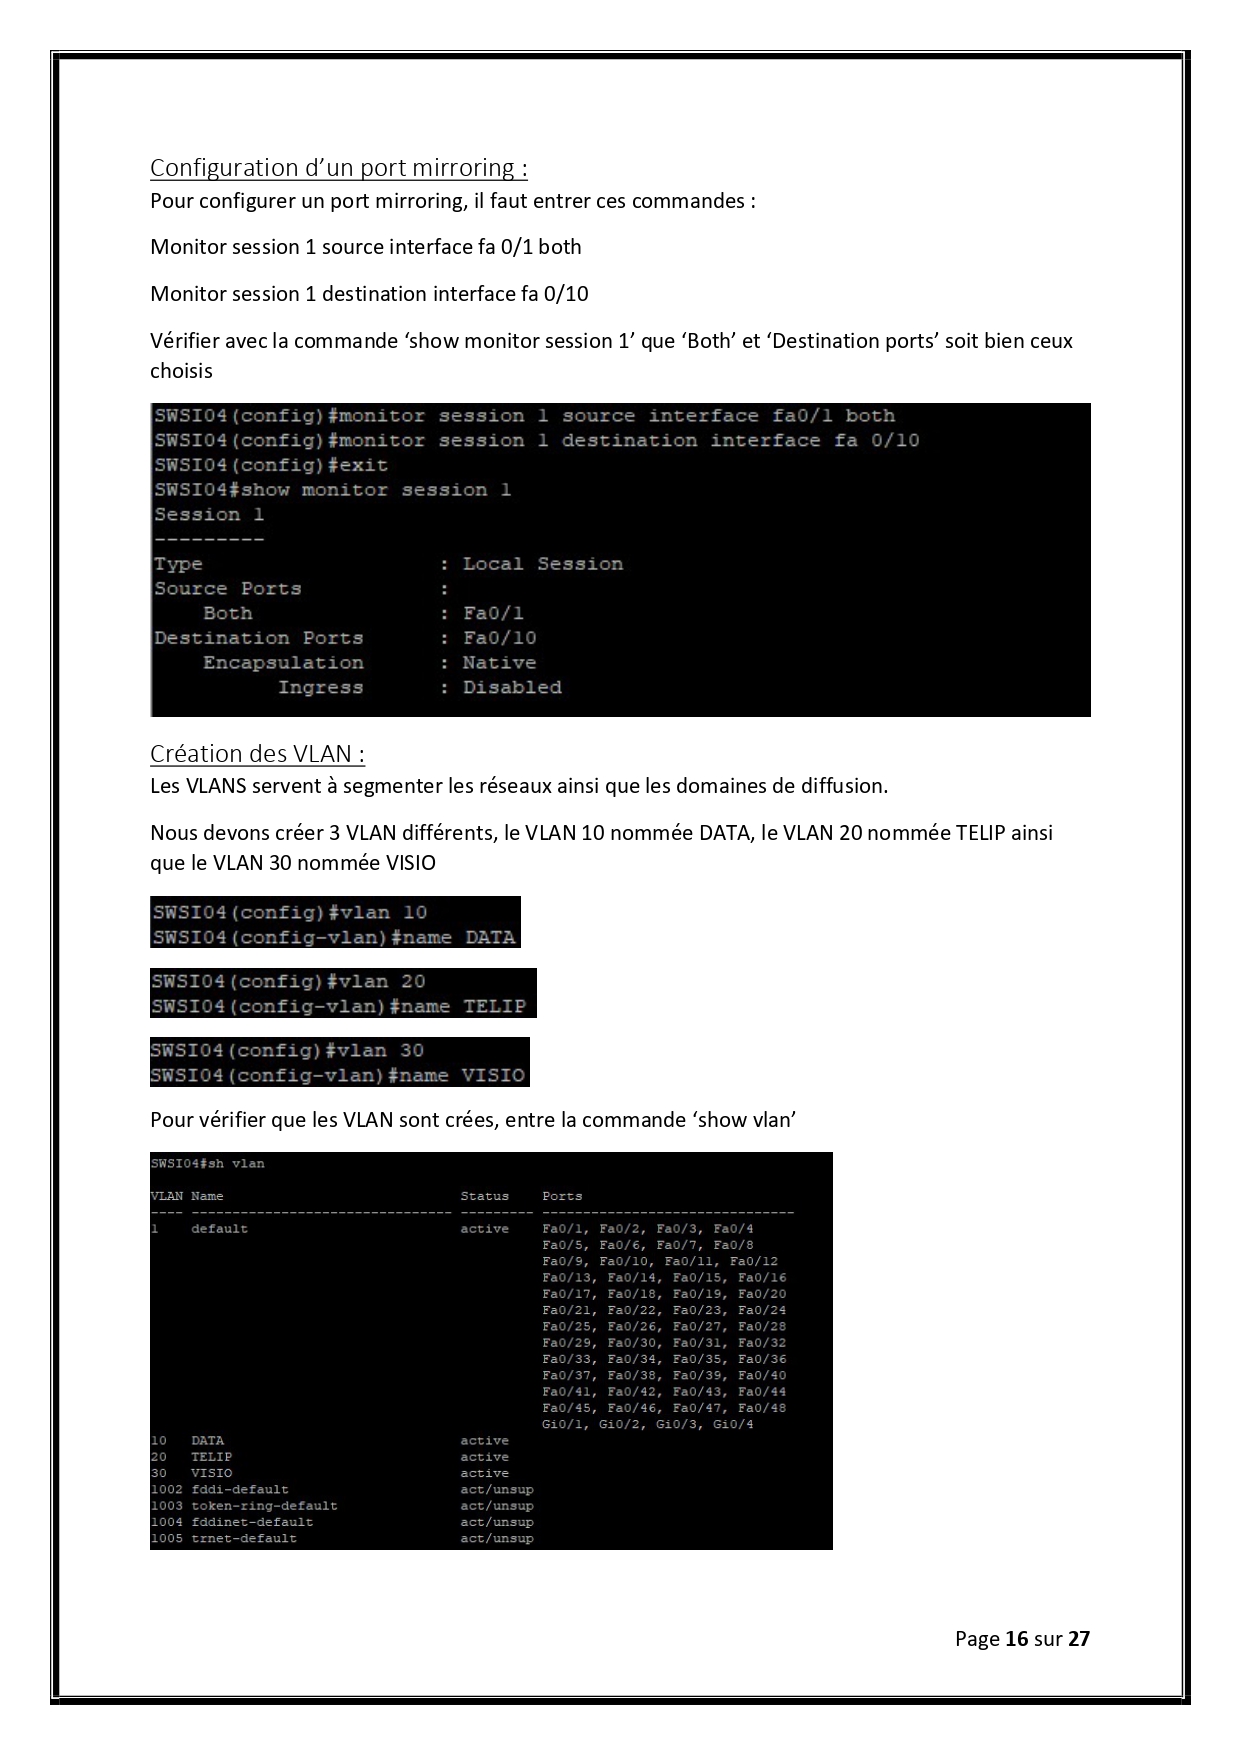 Configuration d’un port mirroring :
Pour configurer un port mirroring, il faut entrer ces commandes :
Monitor session 1 source interface fa 0/1 both
Monitor session 1 destination interface fa 0/10
Vérifier avec la commande ‘show monitor session 1’ que ‘Both’ et ‘Destination ports’ soit bien ceux
choisis
SWSI04(config)#monitor session 1 source interface fa0/1 both
SWSI04(config)#monitor session 1 destination interface fa 0/10
SWSI04(config)#exit
SWSI04#show monitor session 1
Session 1
---------
Type                   : Local Session
Source Ports           :
    Both               : Fa0/1
Destination Ports      : Fa0/10
    Encapsulation      : Native
          Ingress      : Disabled
Création des VLAN :
Les VLANS servent à segmenter les réseaux ainsi que les domaines de diffusion.
Nous devons créer 3 VLAN différents, le VLAN 10 nommée DATA, le VLAN 20 nommée TELIP ainsi
que le VLAN 30 nommée VISIO
SWSI04(config)#vlan 10
SWSI04(config-vlan)#name DATA
SWSI04(config)#vlan 20
SWSI04(config-vlan)#name TELIP
SWSI04(config)#vlan 30
SWSI04(config-vlan)#name VISIO
Pour vérifier que les VLAN sont crées, entre la commande ‘show vlan’
SWSI04#sh vlan
VLAN Name                             Status    Ports
---- -------------------------------- --------- -------------------------------
1    default                          active    Fa0/1, Fa0/2, Fa0/3, Fa0/4
                                                Fa0/5, Fa0/6, Fa0/7, Fa0/8
                                                Fa0/9, Fa0/10, Fa0/11, Fa0/12
                                                Fa0/13, Fa0/14, Fa0/15, Fa0/16
                                                Fa0/17, Fa0/18, Fa0/19, Fa0/20
                                                Fa0/21, Fa0/22, Fa0/23, Fa0/24
                                                Fa0/25, Fa0/26, Fa0/27, Fa0/28
                                                Fa0/29, Fa0/30, Fa0/31, Fa0/32
                                                Fa0/33, Fa0/34, Fa0/35, Fa0/36
                                                Fa0/37, Fa0/38, Fa0/39, Fa0/40
                                                Fa0/41, Fa0/42, Fa0/43, Fa0/44
                                                Fa0/45, Fa0/46, Fa0/47, Fa0/48
                                                Gi0/1, Gi0/2, Gi0/3, Gi0/4
10   DATA                             active
20   TELIP                            active
30   VISIO                            active
1002 fddi-default                     act/unsup
1003 token-ring-default               act/unsup
1004 fddinet-default                  act/unsup
1005 trnet-default                    act/unsup
Page 16 sur 27